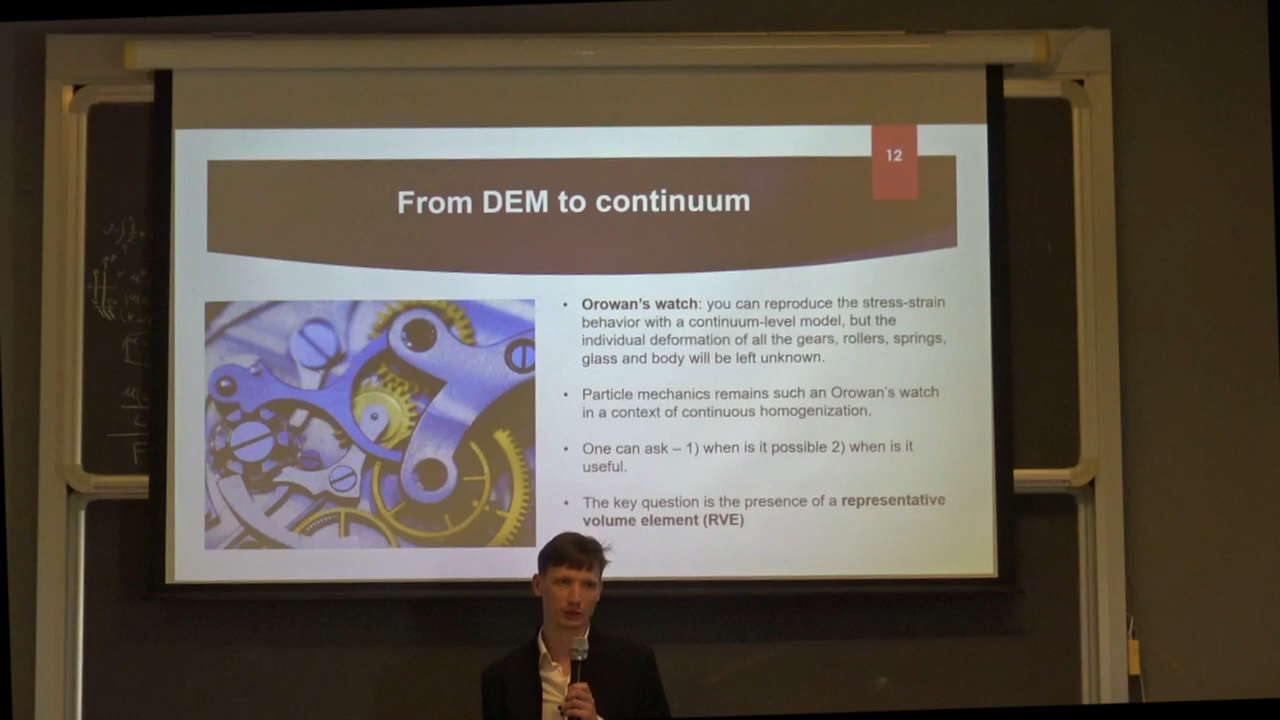 12
From DEM to continuum
• Orowan's watch: you can reproduce the stress-strain
behavior with a continuum-level model, but the
individual deformation of all the gears, rollers, springs,
glass and body will be left unknown.
• Particle mechanics remains such an Orowan's watch
in a context of continuous homogenization.
• One can ask – 1) when is it possible 2) when is it
useful.
• The key question is the presence of a representative
volume element (RVE)